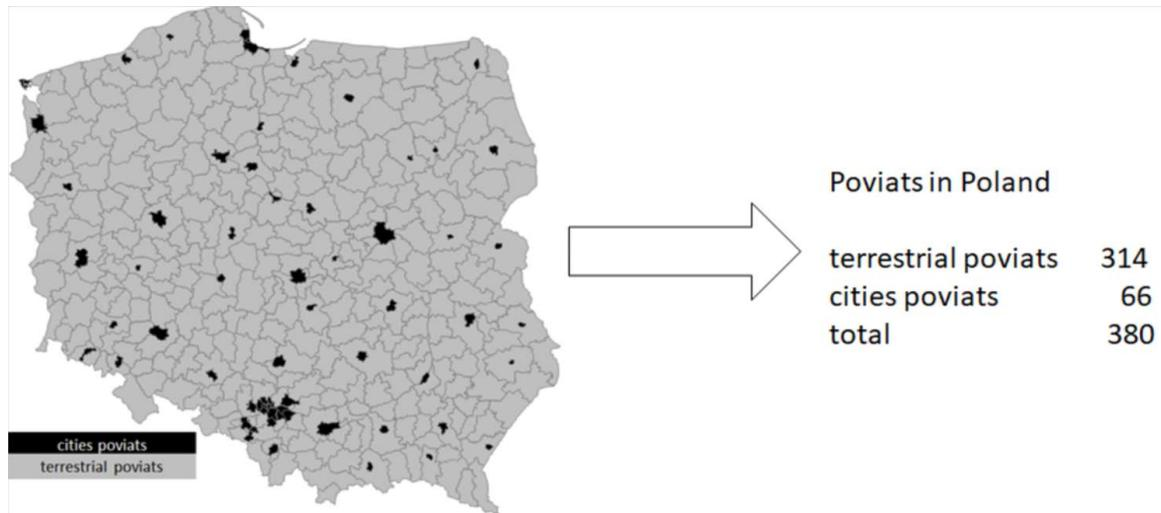 Poviats in Poland
terrestrial poviats 314
cities poviats 66
total 380
cities poviats
terrestrial poviats